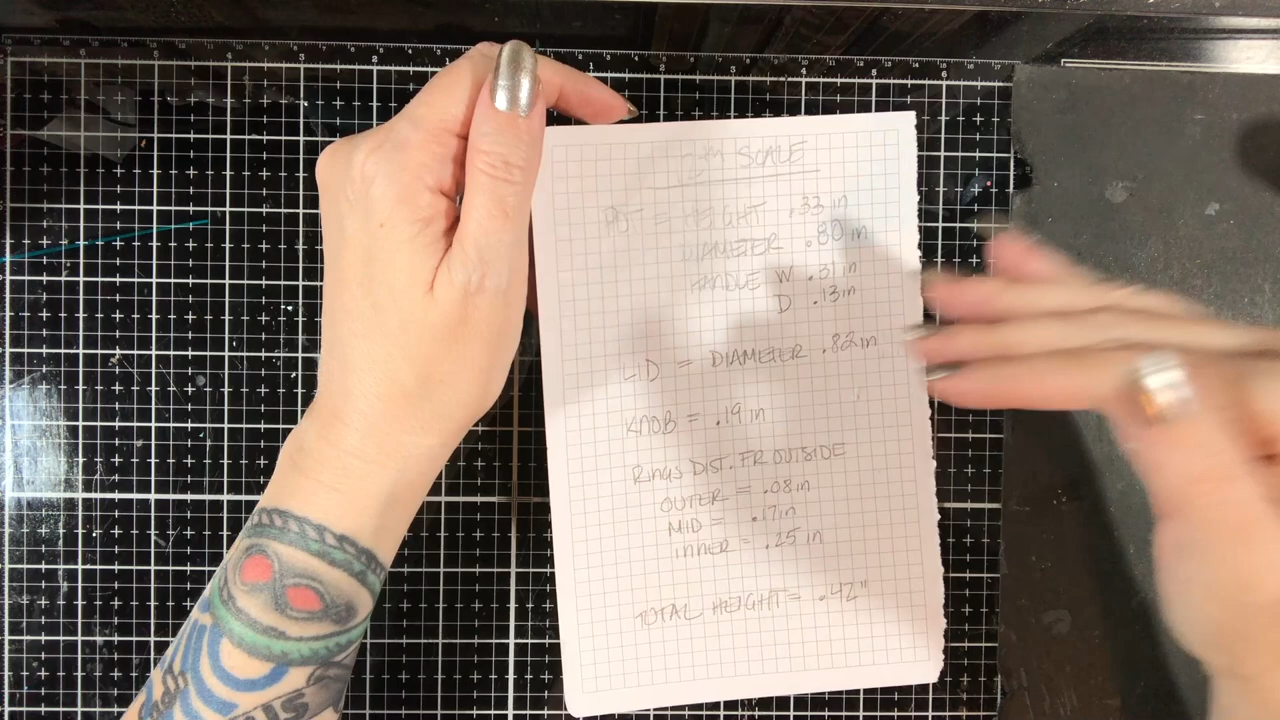 SCALE
POT = HEIGHT .33 in
DIAMETER .80 in
HANDLE W .31 in
D .13 in
LID = DIAMETER .82 in
KNOB = .19 in
RINGS DIST. FR OUTSIDE
OUTER = .08 in
MID = .17 in
INNER = .25 in
TOTAL HEIGHT = .42"